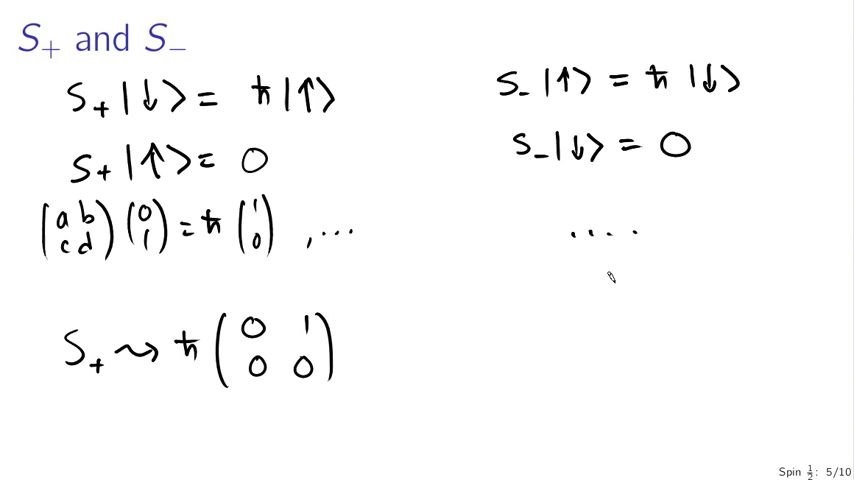 S₊ and S₋
S₊|↓⟩ = ħ|↑⟩
S₊|↑⟩ = 0
(a b; c d)(0; 1) = ħ(1; 0) , ...
S₊ ⇝ ħ(0 1; 0 0)
S₋|↑⟩ = ħ|↓⟩
S₋|↓⟩ = 0
....
Spin 1/2: 5/10